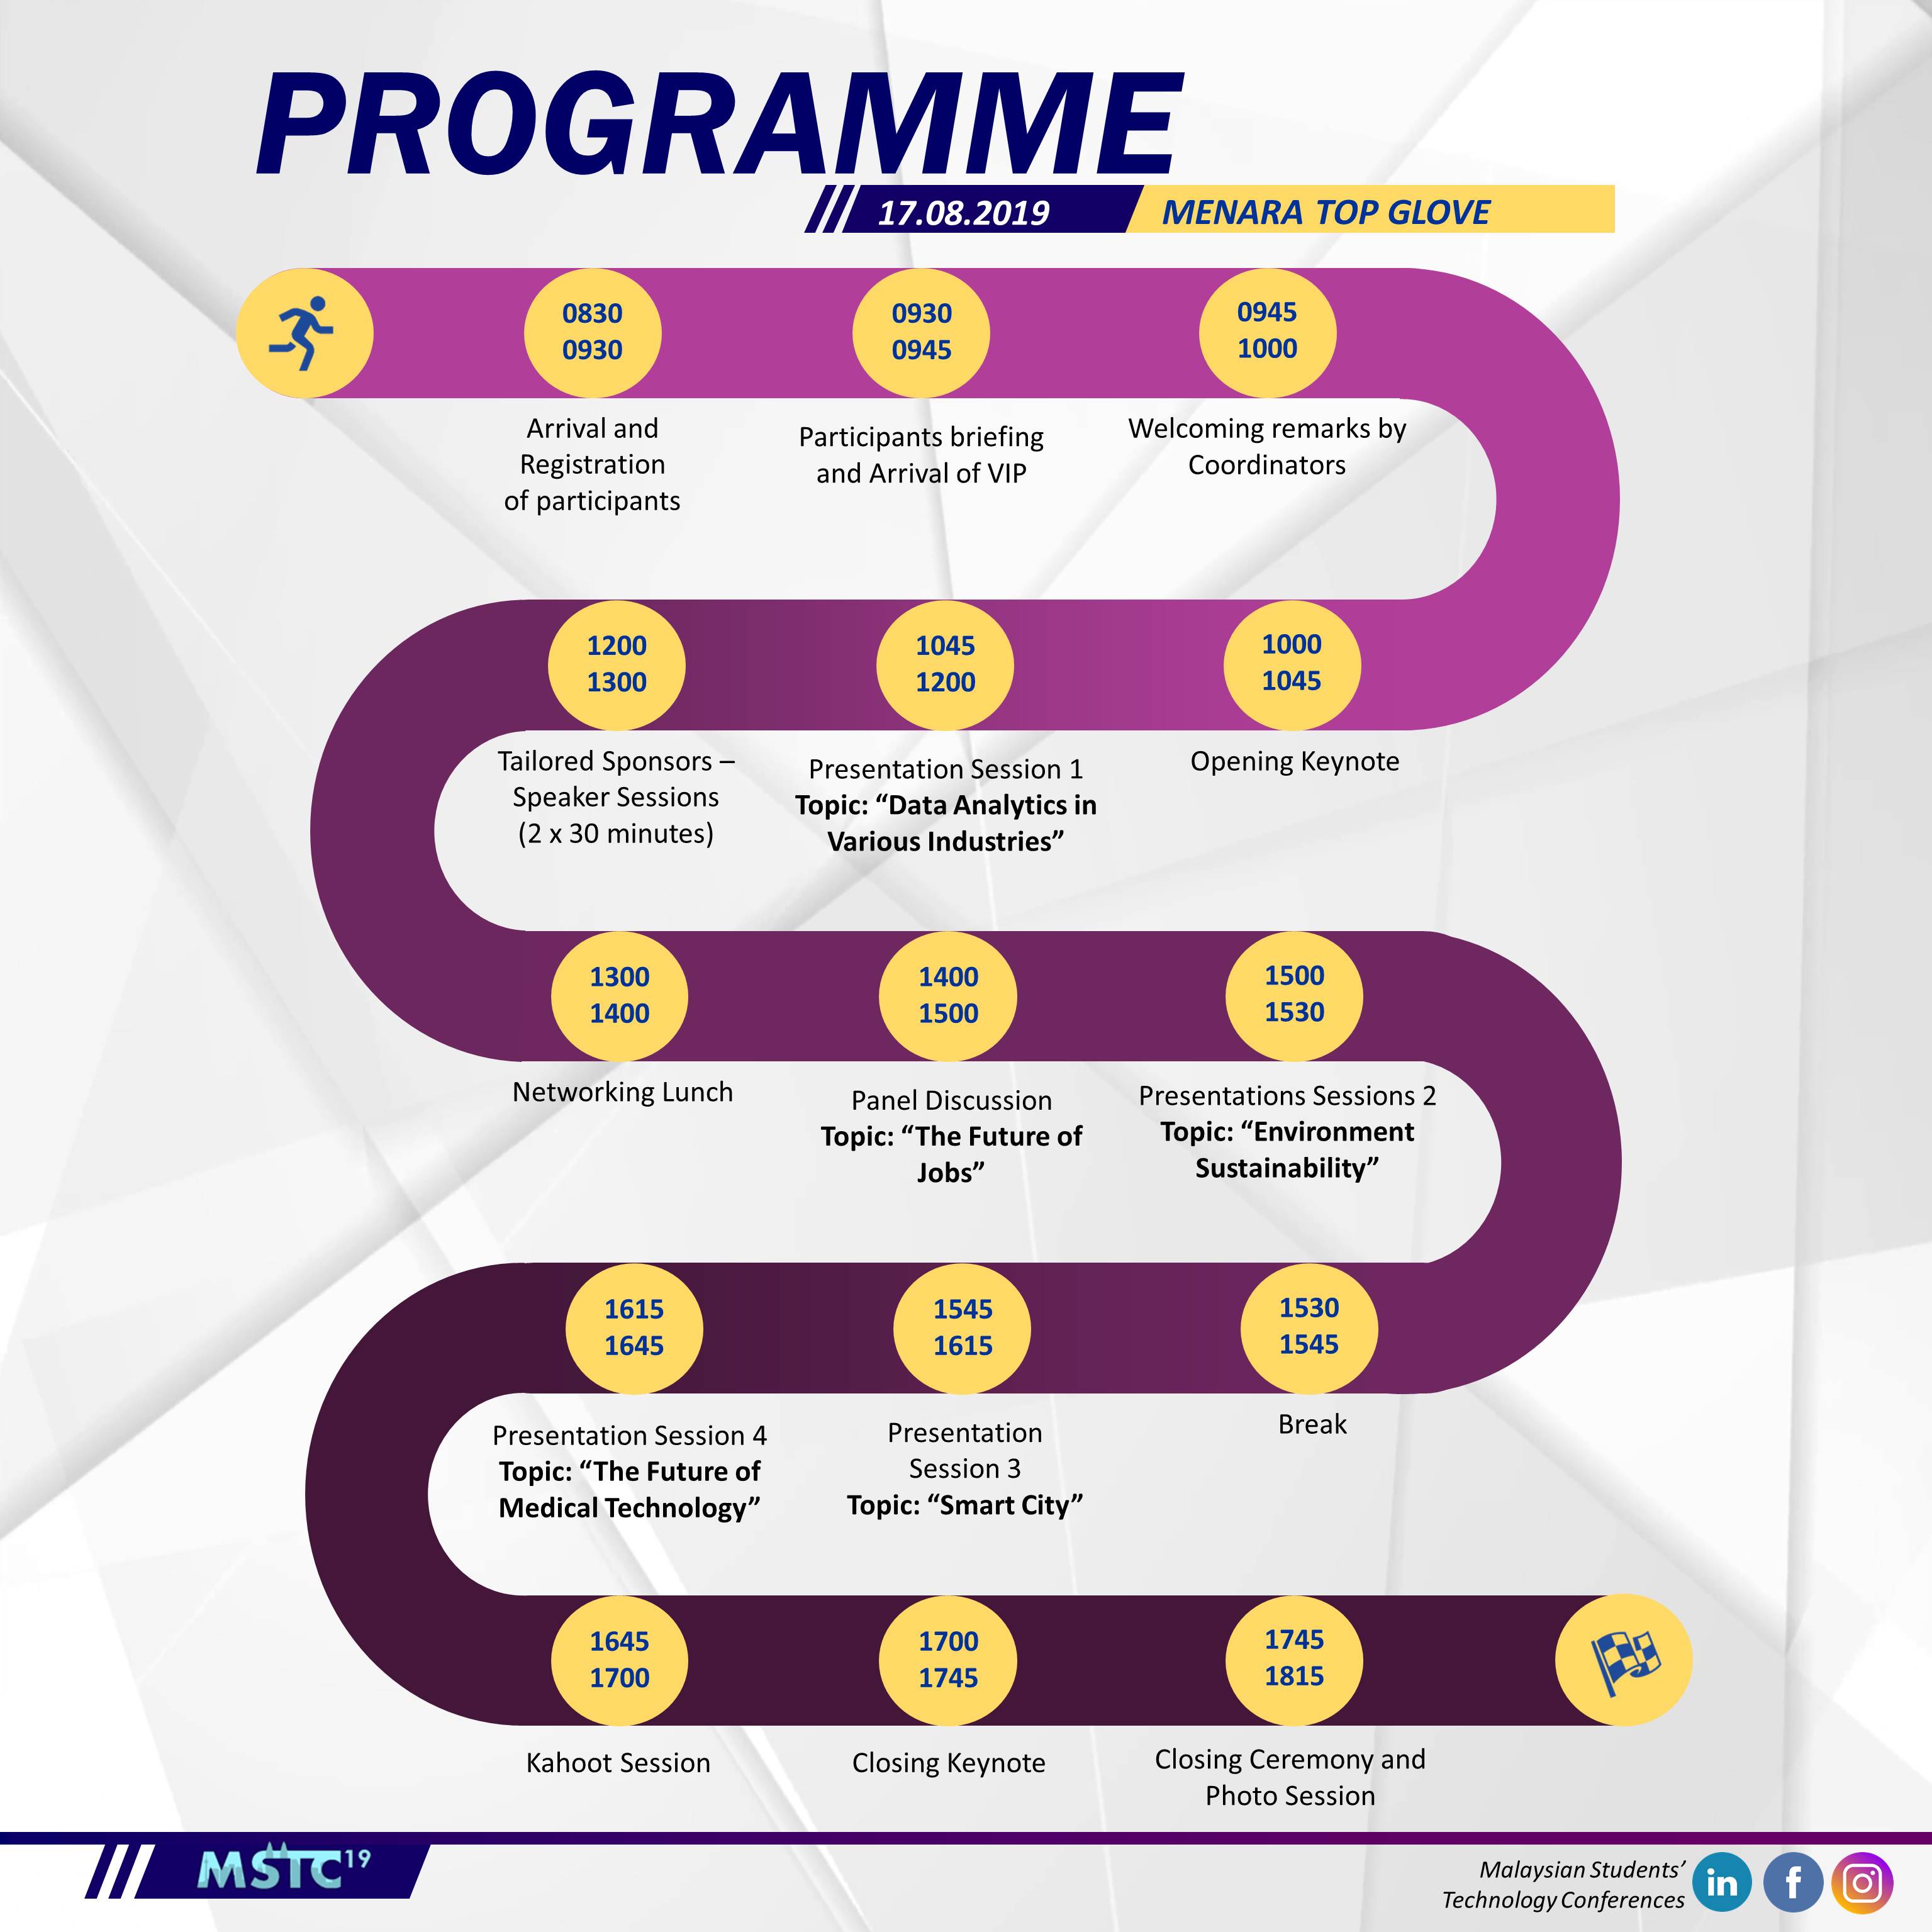 PROGRAMME
17.08.2019
MENARA TOP GLOVE
0830
0930
Arrival and
Registration
of participants
0930
0945
Participants briefing
and Arrival of VIP
0945
1000
Welcoming remarks by
Coordinators
1000
1045
Opening Keynote
1045
1200
Presentation Session 1
Topic: “Data Analytics in
Various Industries”
1200
1300
Tailored Sponsors –
Speaker Sessions
(2 x 30 minutes)
1300
1400
Networking Lunch
1400
1500
Panel Discussion
Topic: “The Future of
Jobs”
1500
1530
Presentations Sessions 2
Topic: “Environment
Sustainability”
1530
1545
Break
1545
1615
Presentation
Session 3
Topic: “Smart City”
1615
1645
Presentation Session 4
Topic: “The Future of
Medical Technology”
1645
1700
Kahoot Session
1700
1745
Closing Keynote
1745
1815
Closing Ceremony and
Photo Session
MSTC19
Malaysian Students’
Technology Conferences
in
f